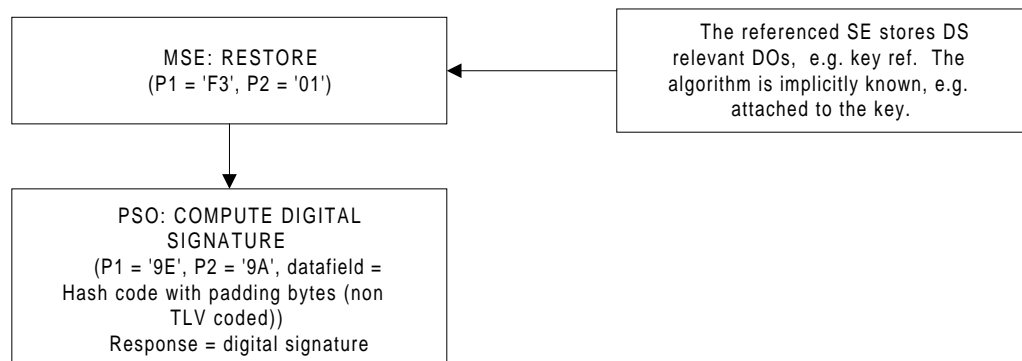 MSE: RESTORE
(P1 = 'F3', P2 = '01')
The referenced SE stores DS
relevant DOs, e.g. key ref. The
algorithm is implicitly known, e.g.
attached to the key.
PSO: COMPUTE DIGITAL
SIGNATURE
(P1 = '9E', P2 = '9A', datafield =
Hash code with padding bytes (non
TLV coded))
Response = digital signature